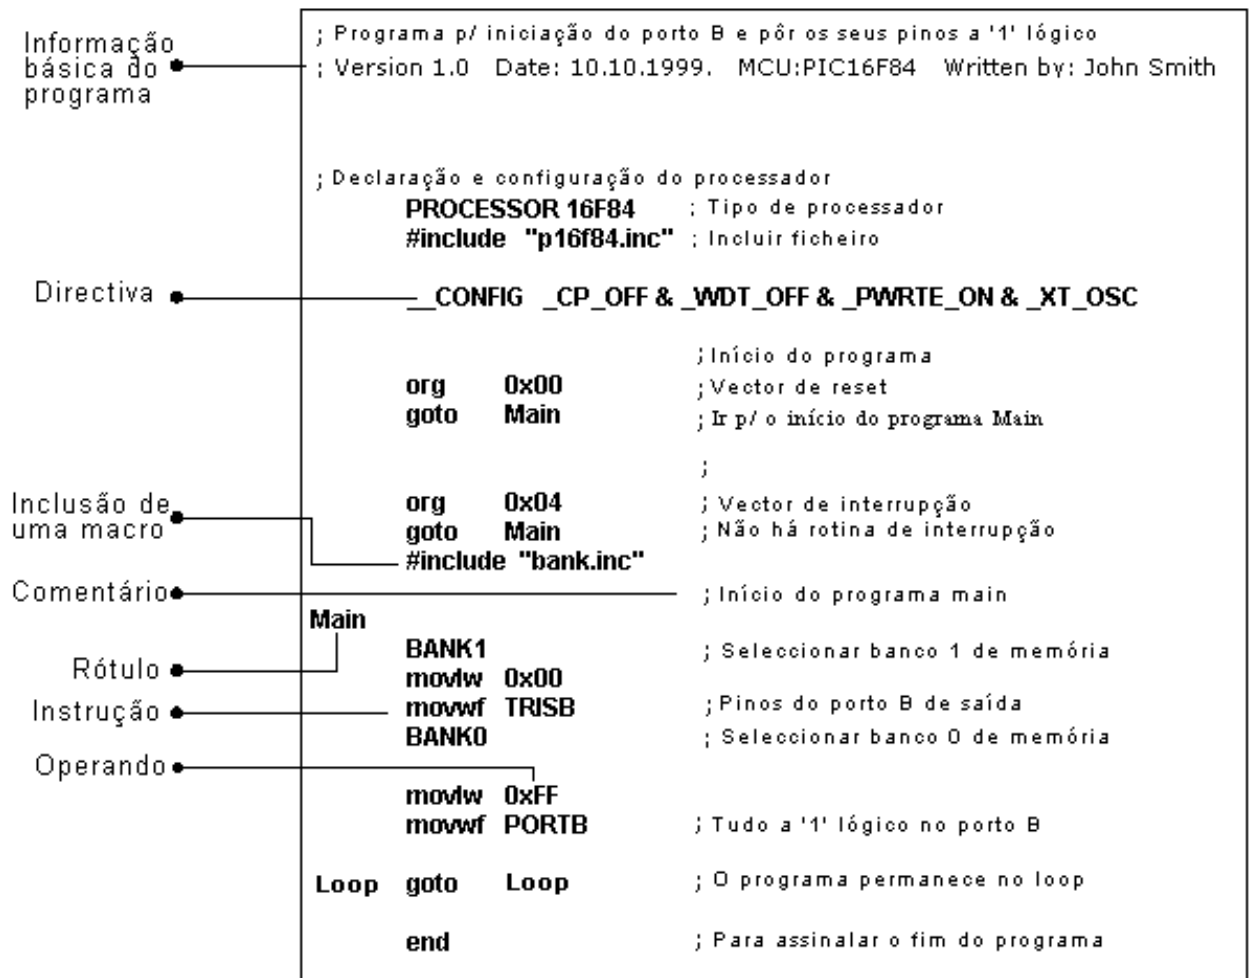 Informação
básica do
programa
; Programa p/ iniciação do porto B e pôr os seus pinos a '1' lógico
; Version 1.0 Date: 10.10.1999. MCU:PIC16F84 Written by: John Smith
; Declaração e configuração do processador
PROCESSOR 16F84 ; Tipo de processador
#include "p16f84.inc" ; Incluir ficheiro
Directiva
__CONFIG _CP_OFF & _WDT_OFF & _PWRTE_ON & _XT_OSC
; Início do programa
org 0x00 ; Vector de reset
goto Main ; Ir p/ o início do programa Main
;
Inclusão de
uma macro
org 0x04 ; Vector de interrupção
goto Main ; Não há rotina de interrupção
#include "bank.inc"
Comentário
; Início do programa main
Main
Rótulo
BANK1 ; Seleccionar banco 1 de memória
movlw 0x00
Instrução
movwf TRISB ; Pinos do porto B de saída
BANK0 ; Seleccionar banco 0 de memória
Operando
movlw 0xFF
movwf PORTB ; Tudo a '1' lógico no porto B
Loop goto Loop ; O programa permanece no loop
end ; Para assinalar o fim do programa